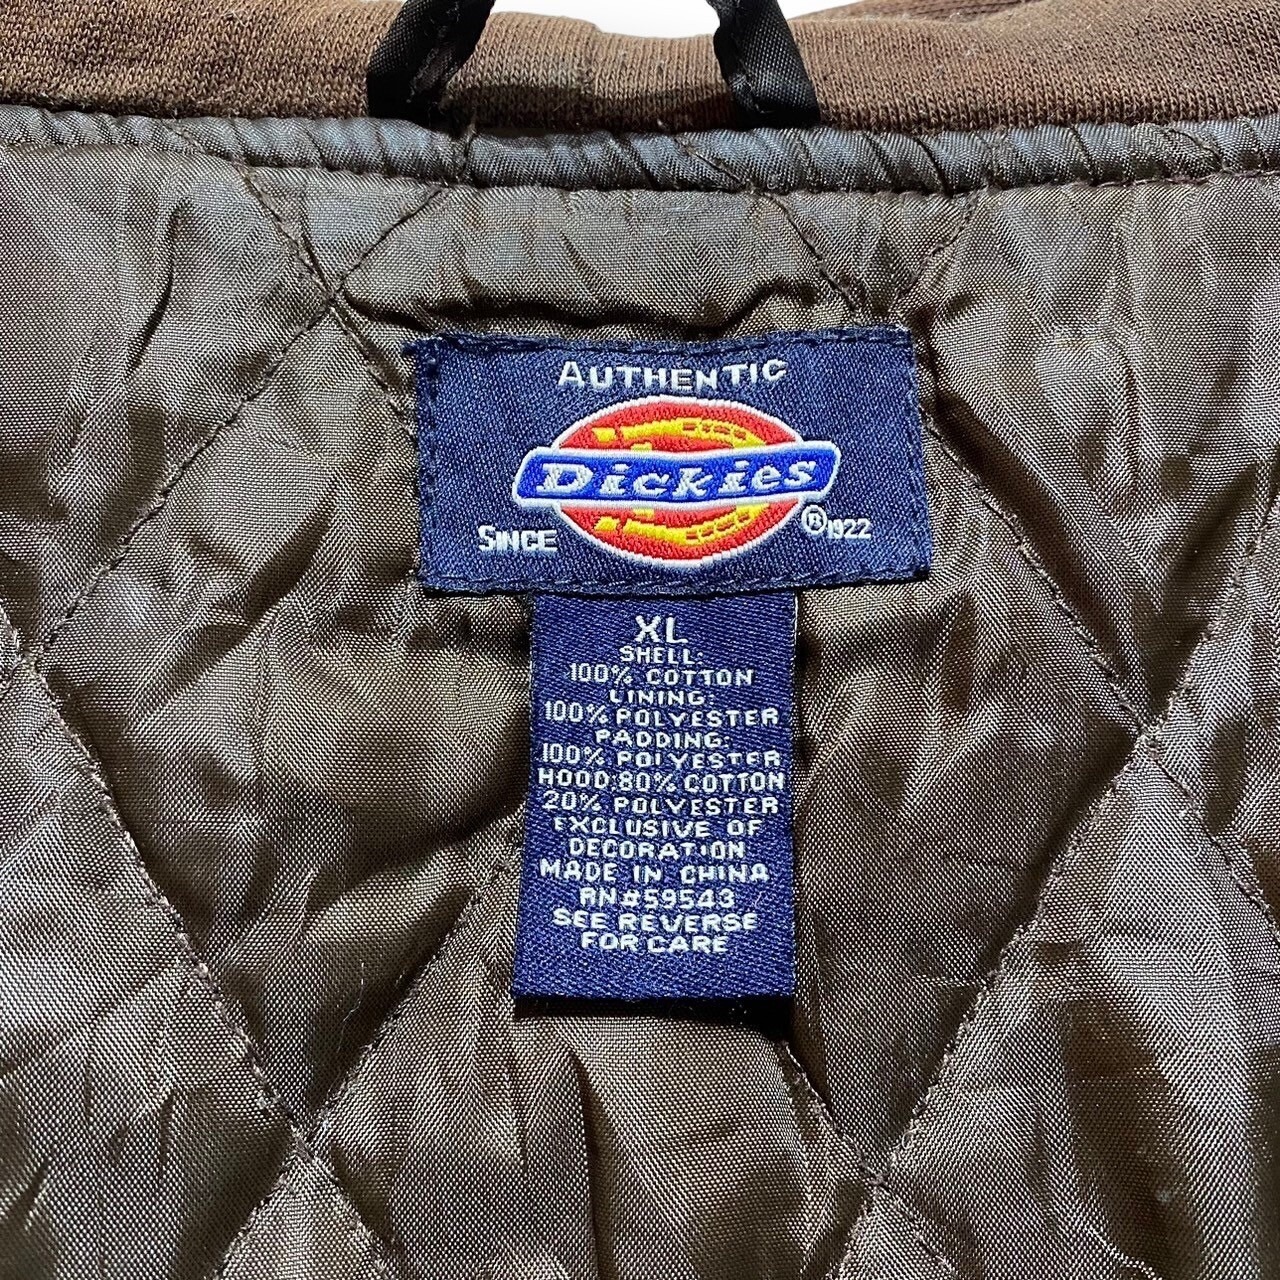 AUTHENTIC
Dickies
SINCE ®1922
XL
SHELL:
100% COTTON
LINING:
100% POLYESTER
PADDING:
100% POLYESTER
HOOD:80% COTTON
20% POLYESTER
EXCLUSIVE OF
DECORATION
MADE IN CHINA
RN#59543
SEE REVERSE
FOR CARE